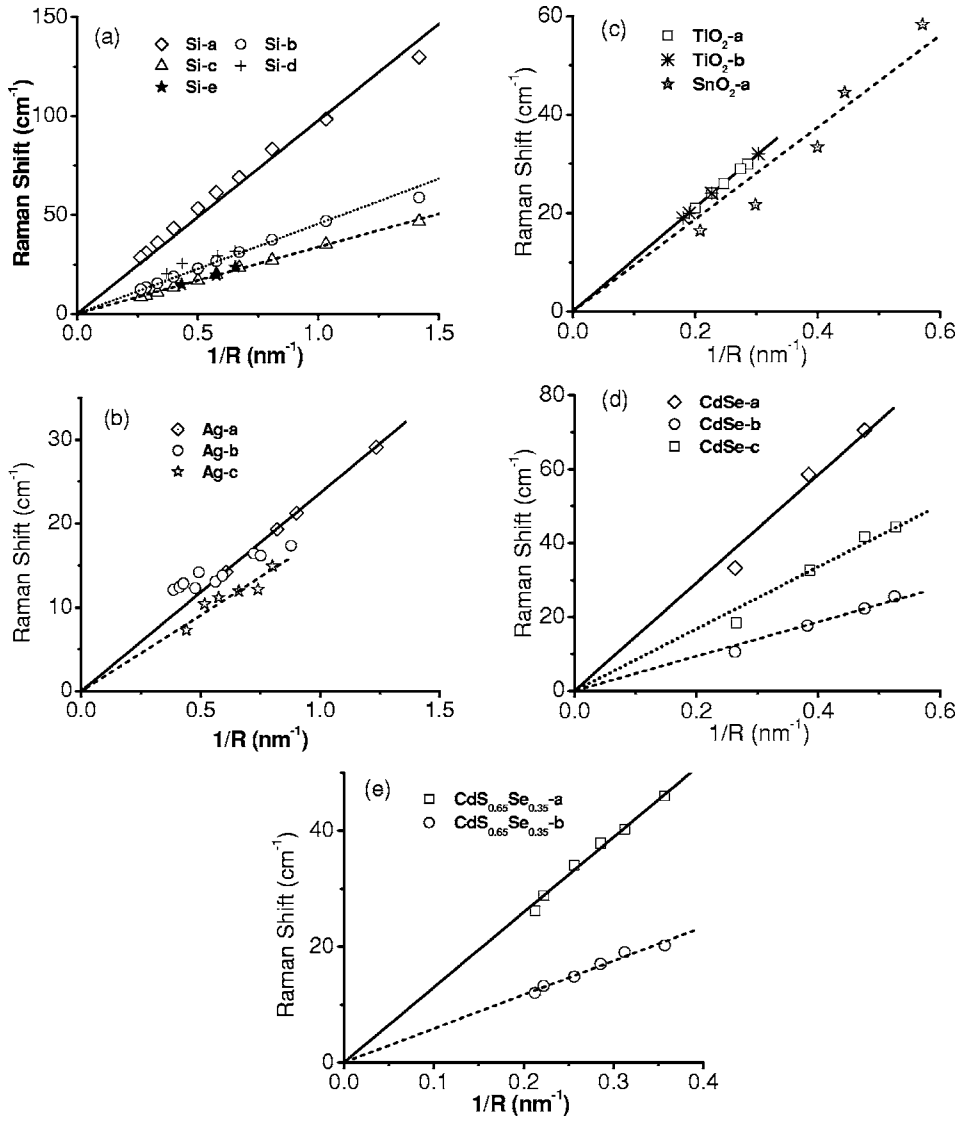 (a)
Si-a Si-b
Si-c Si-d
Si-e
Raman Shift (cm⁻¹)
150
100
50
0
0.0 0.5 1.0 1.5
1/R (nm⁻¹)
(c)
TiO₂-a
TiO₂-b
SnO₂-a
Raman Shift (cm⁻¹)
60
40
20
0
0.0 0.2 0.4 0.6
1/R (nm⁻¹)
(b)
Ag-a
Ag-b
Ag-c
Raman Shift (cm⁻¹)
30
20
10
0
0.0 0.5 1.0 1.5
1/R (nm⁻¹)
(d)
CdSe-a
CdSe-b
CdSe-c
Raman Shift (cm⁻¹)
80
60
40
20
0
0.0 0.2 0.4 0.6
1/R (nm⁻¹)
(e)
CdS₀.₆₅Se₀.₃₅-a
CdS₀.₆₅Se₀.₃₅-b
Raman Shift (cm⁻¹)
40
20
0
0.0 0.1 0.2 0.3 0.4
1/R (nm⁻¹)